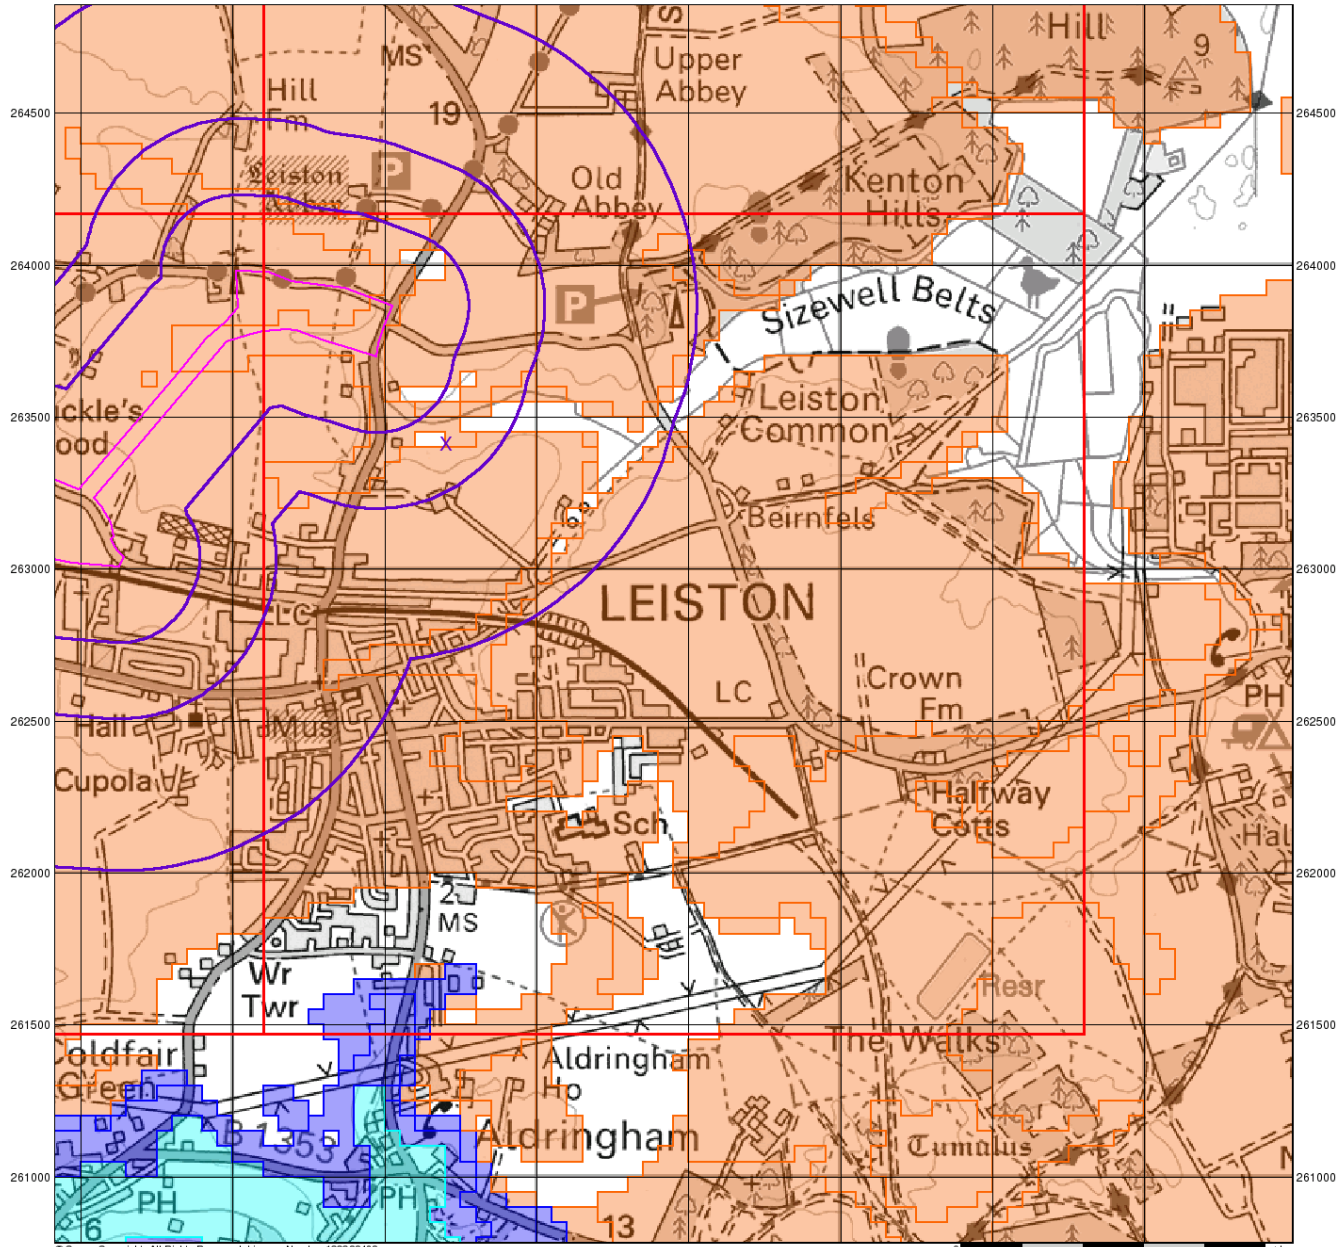 S
MS
Upper
Abbey
Hill
9
Hill
Fm
19
264500
264500
Leiston
Abbey
P
Old
Abbey
Kenton
Hills
264000
264000
P
Sizewell Belts
uckle's
ood
263500
263500
Leiston
Common
X
Beirnfels
263000
263000
LC
LEISTON
LC
Crown
Fm
PH
262500
262500
Hall
Mus
Cupola
Halfway
Cotts
Sch
Hal
262000
262000
2
MS
Wr
Twr
Resr
261500
261500
The Walks
oldfair
Green
Aldringham
Ho
B 1353
Aldringham
Tumulus
261000
261000
PH
PH
6
13